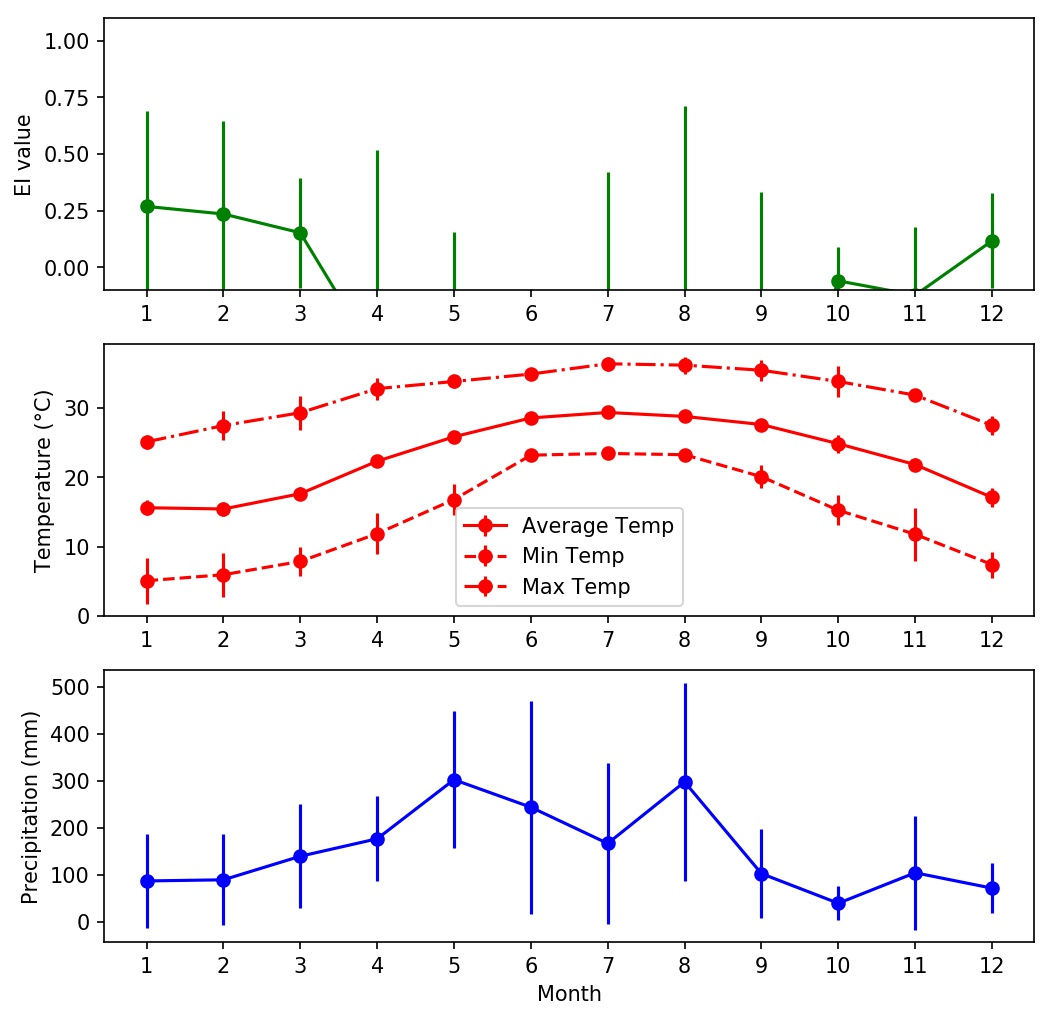 EI value
1.00
0.75
0.50
0.25
0.00
1 2 3 4 5 6 7 8 9 10 11 12
Temperature (°C)
30
20
10
0
Average Temp
Min Temp
Max Temp
1 2 3 4 5 6 7 8 9 10 11 12
Precipitation (mm)
500
400
300
200
100
0
1 2 3 4 5 6 7 8 9 10 11 12
Month